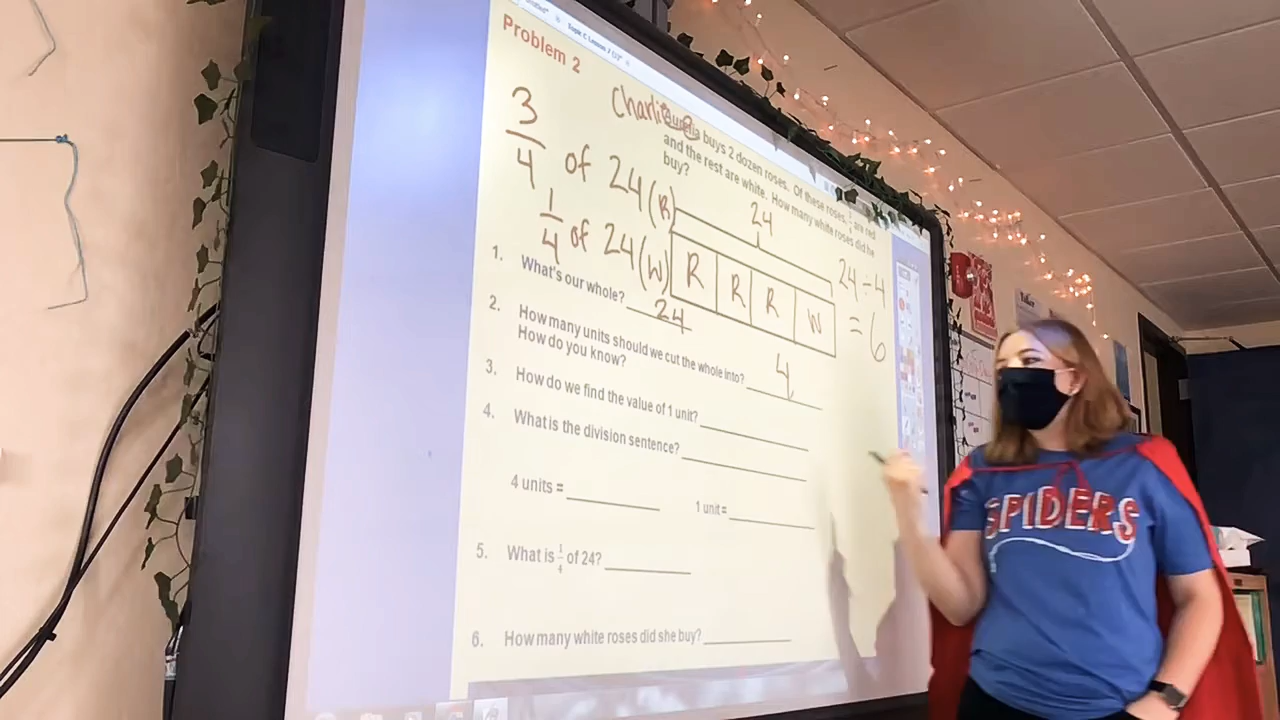 Problem 2
Charlie buys 2 dozen roses. Of these roses, are red
and the rest are white. How many white roses did he
buy?
3/4 of 24 (R)
1/4 of 24 (W)
24
R R R W
24 ÷ 4
= 6
1. What's our whole? 24
2. How many units should we cut the whole into? 4
How do you know?
3. How do we find the value of 1 unit?
4. What is the division sentence?
4 units =
1 unit =
5. What is 1/4 of 24?
6. How many white roses did she buy?
SPIDERS